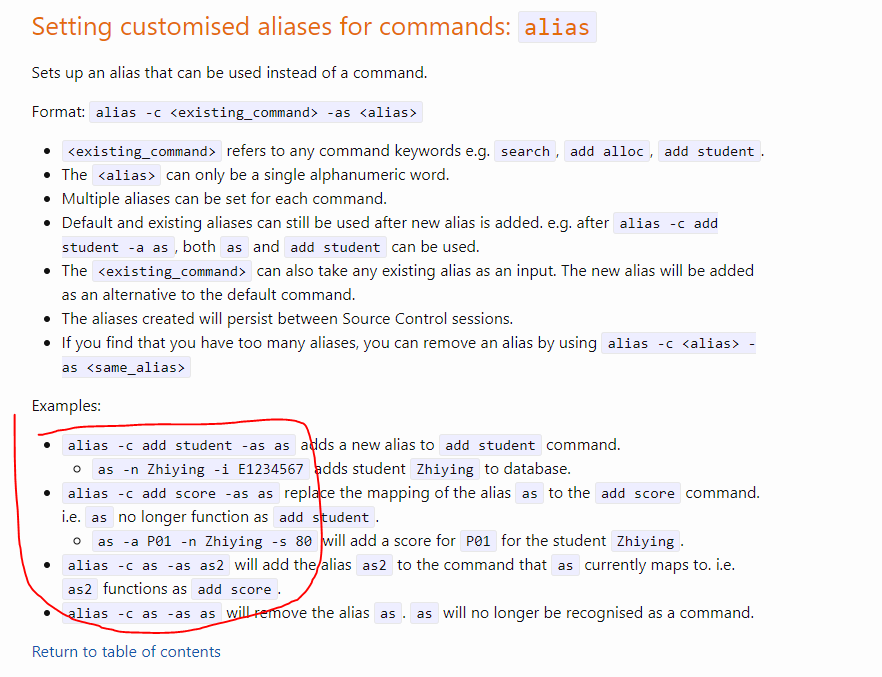 Setting customised aliases for commands: alias
Sets up an alias that can be used instead of a command.
Format: alias -c <existing_command> -as <alias>
• <existing_command> refers to any command keywords e.g. search, add alloc, add student.
• The <alias> can only be a single alphanumeric word.
• Multiple aliases can be set for each command.
• Default and existing aliases can still be used after new alias is added. e.g. after alias -c add
student -a as, both as and add student can be used.
• The <existing_command> can also take any existing alias as an input. The new alias will be added
as an alternative to the default command.
• The aliases created will persist between Source Control sessions.
• If you find that you have too many aliases, you can remove an alias by using alias -c <alias> -
as <same_alias>
Examples:
• alias -c add student -as as adds a new alias to add student command.
○ as -n Zhiying -i E1234567 adds student Zhiying to database.
• alias -c add score -as as replace the mapping of the alias as to the add score command.
i.e. as no longer function as add student.
○ as -a P01 -n Zhiying -s 80 will add a score for P01 for the student Zhiying.
• alias -c as -as as2 will add the alias as2 to the command that as currently maps to. i.e.
as2 functions as add score.
• alias -c as -as as will remove the alias as. as will no longer be recognised as a command.
Return to table of contents